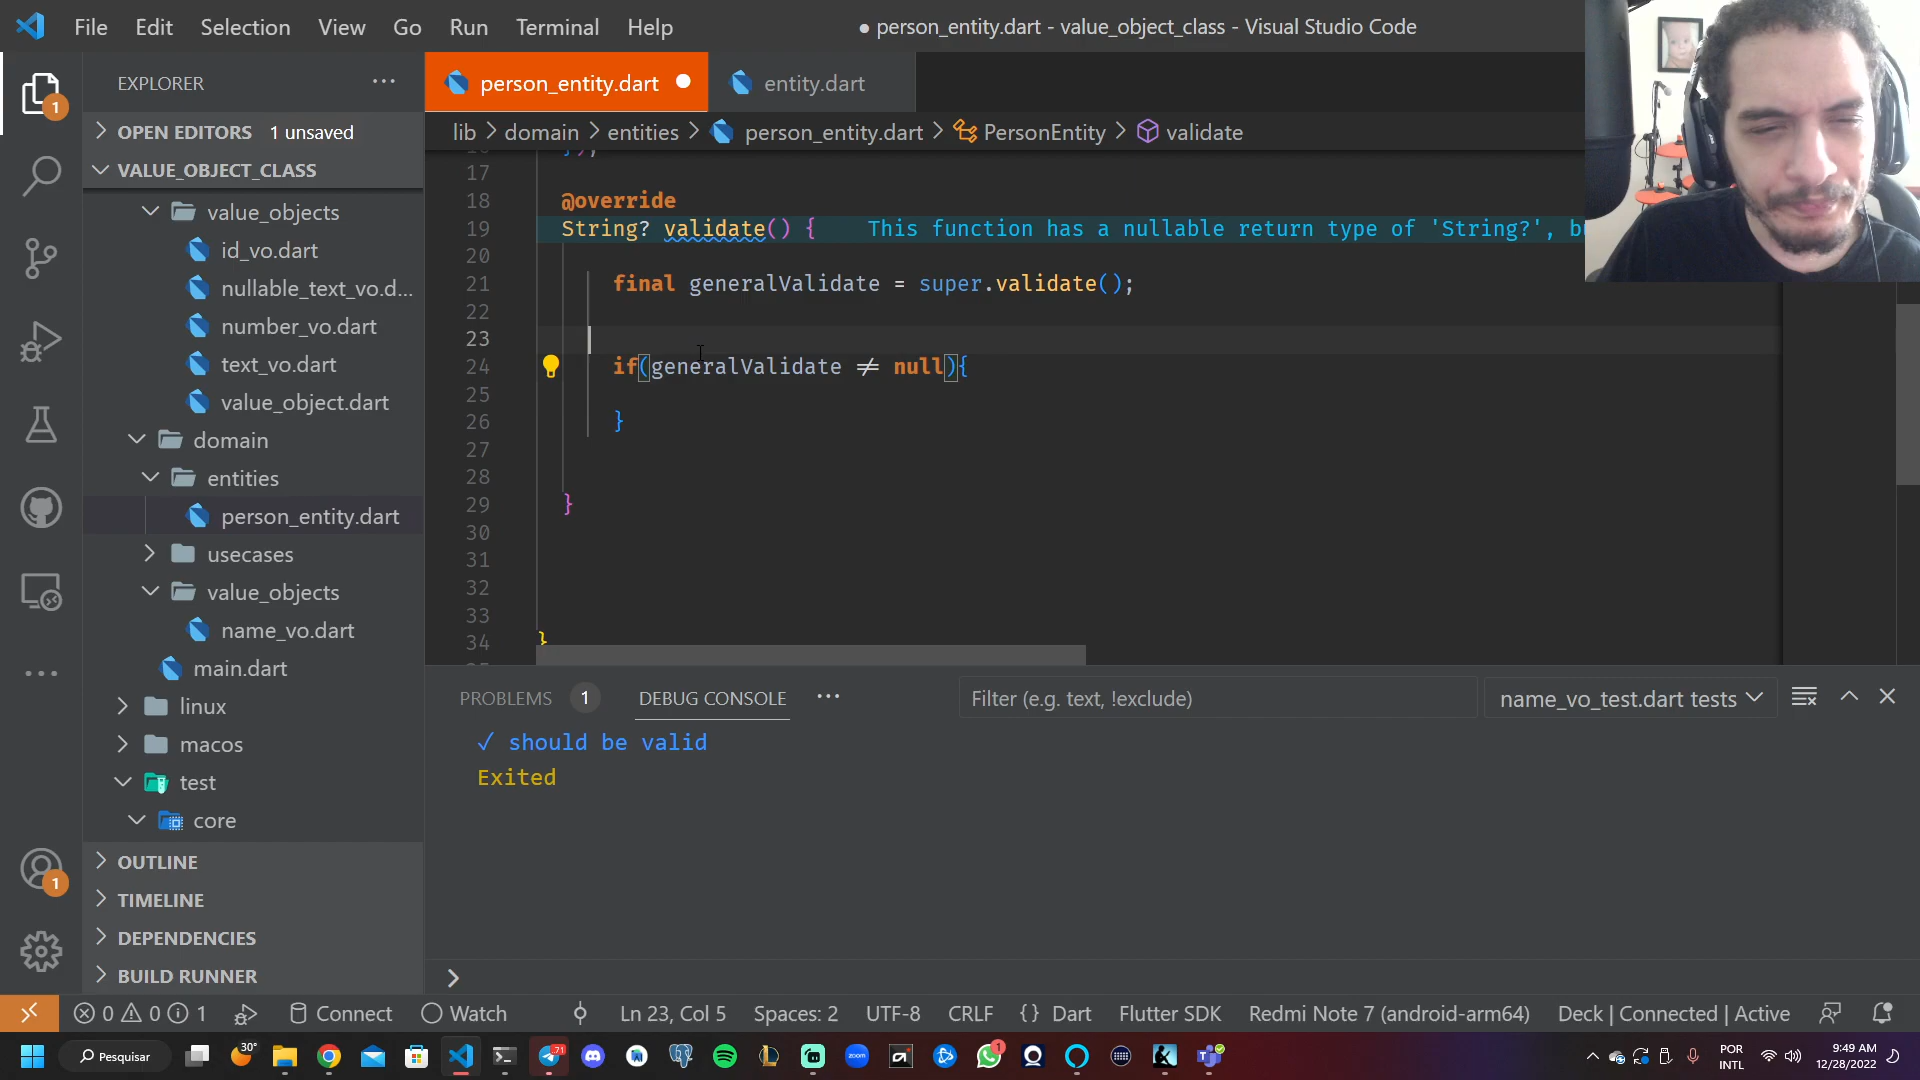 File Edit Selection View Go Run Terminal Help
● person_entity.dart - value_object_class - Visual Studio Code
EXPLORER
person_entity.dart
entity.dart
OPEN EDITORS 1 unsaved
lib > domain > entities > person_entity.dart > PersonEntity > validate
VALUE_OBJECT_CLASS
value_objects
id_vo.dart
nullable_text_vo.d...
number_vo.dart
text_vo.dart
value_object.dart
domain
entities
person_entity.dart
usecases
value_objects
name_vo.dart
main.dart
linux
macos
test
core
OUTLINE
TIMELINE
DEPENDENCIES
BUILD RUNNER
1
1
17
18 @override
19 String? validate() { This function has a nullable return type of 'String?', b
20
21 final generalValidate = super.validate();
22
23
24 if(generalValidate ≠ null){
25
26 }
27
28
29 }
30
31
32
33
34 }
PROBLEMS 1 DEBUG CONSOLE ...
Filter (e.g. text, !exclude)
name_vo_test.dart tests
✓ should be valid
Exited
0 0 1 Connect Watch Ln 23, Col 5 Spaces: 2 UTF-8 CRLF {} Dart Flutter SDK Redmi Note 7 (android-arm64) Deck | Connected | Active
Pesquisar
30°
71
zoom
1
POR
INTL
9:49 AM
12/28/2022